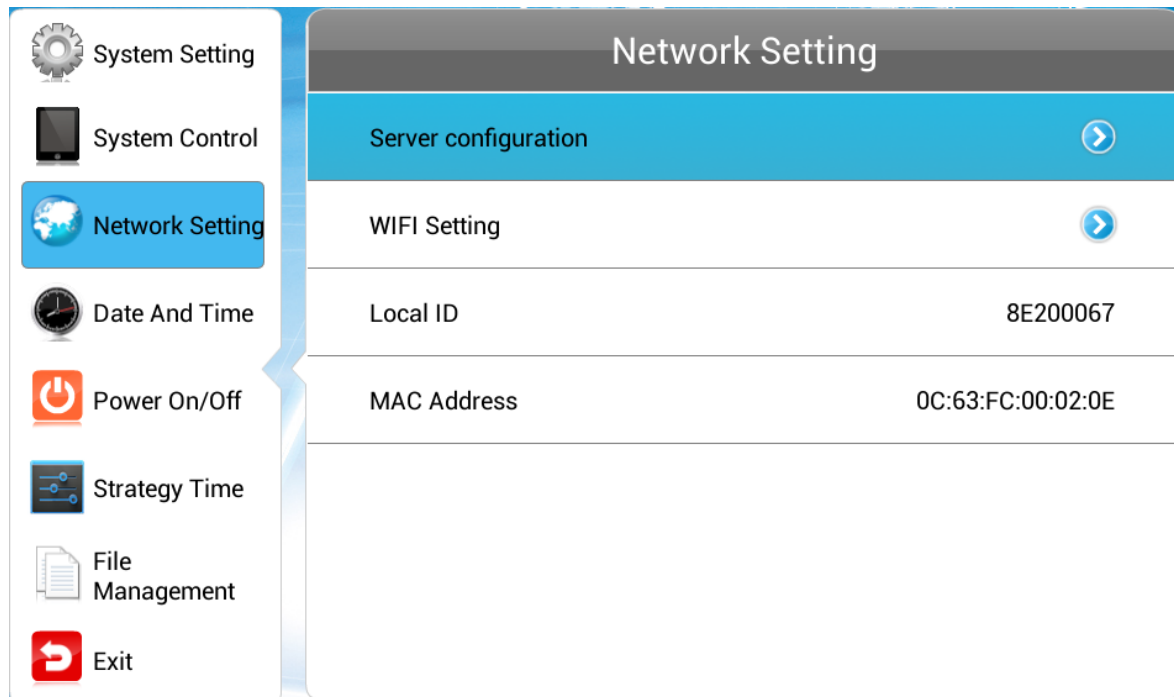 System Setting
System Control
Network Setting
Date And Time
Power On/Off
Strategy Time
File
Management
Exit
Network Setting
Server configuration
WIFI Setting
Local ID 8E200067
MAC Address 0C:63:FC:00:02:0E